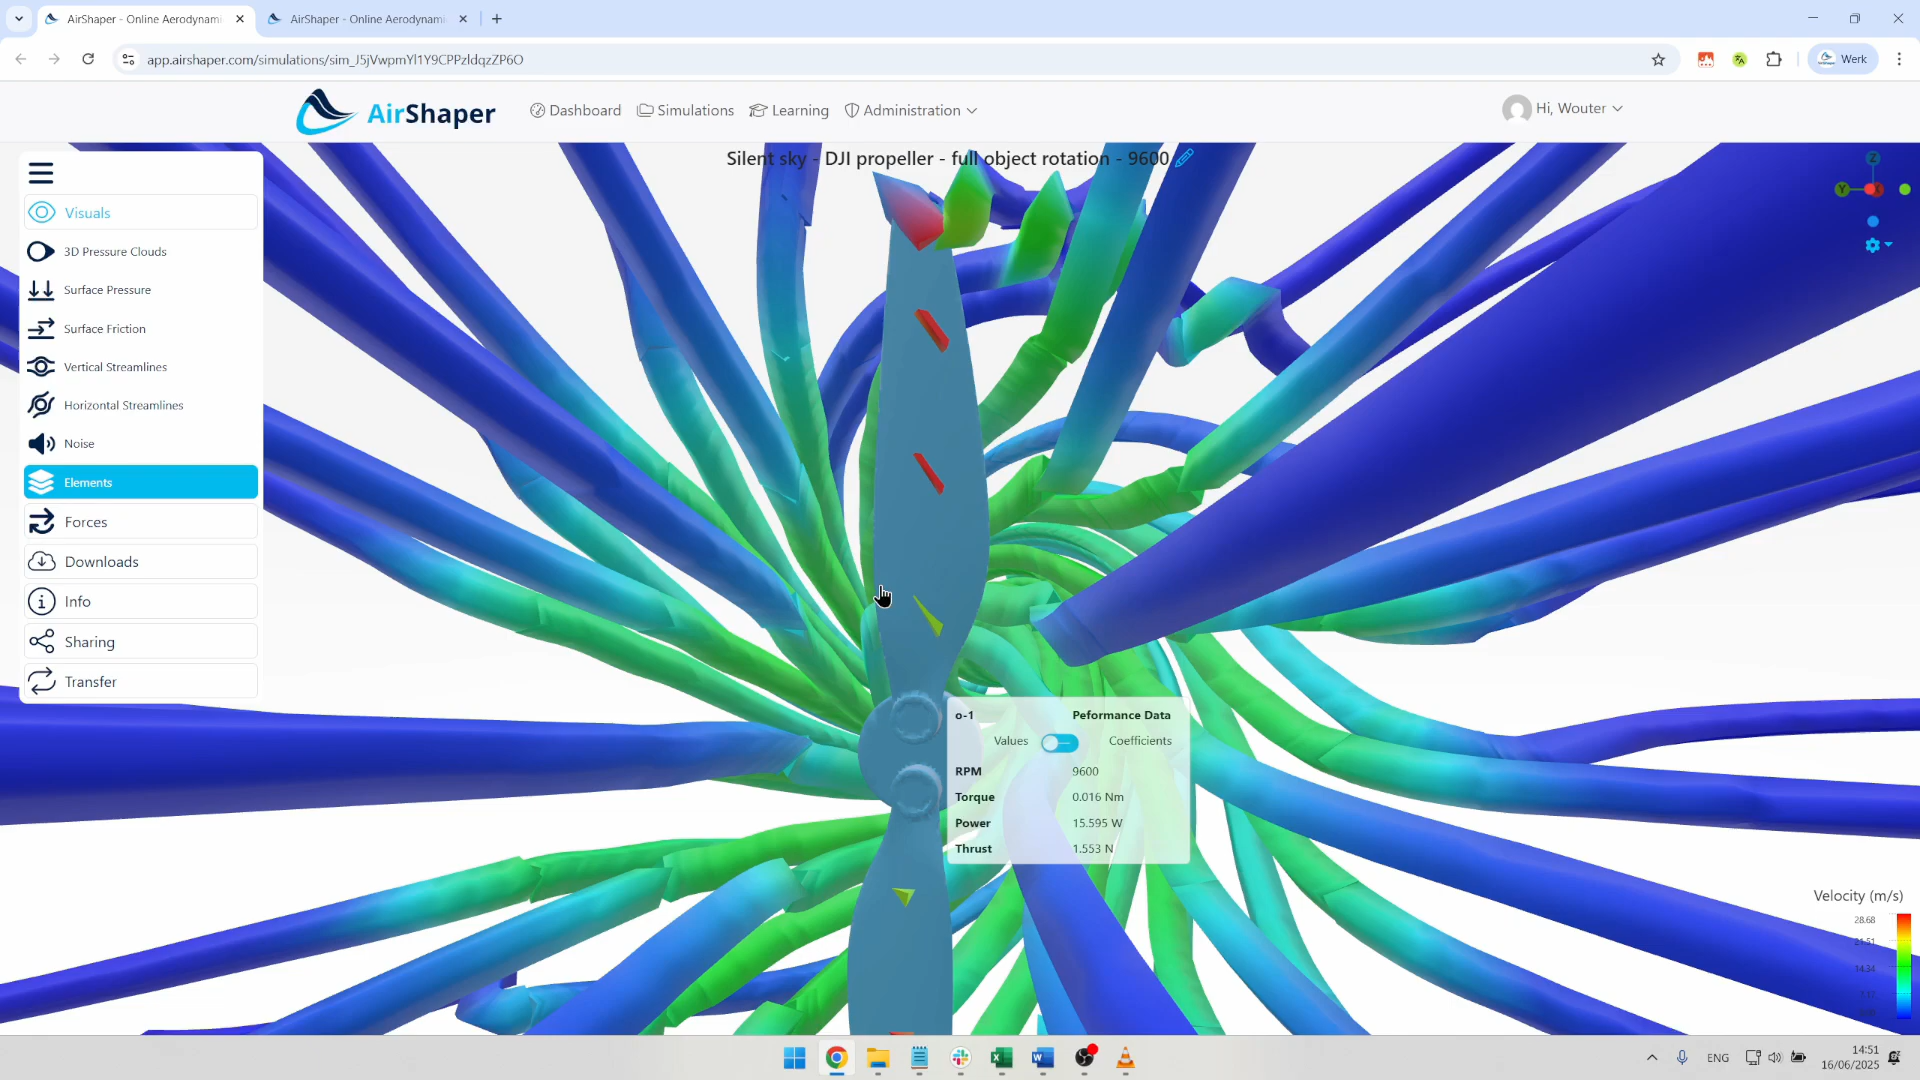 AirShaper - Online Aerodynami
AirShaper - Online Aerodynami
app.airshaper.com/simulations/sim_J5jVwpmYl1Y9CPPzldqzZP6O
Werk
AirShaper
Dashboard
Simulations
Learning
Administration
Hi, Wouter
Silent sky - DJI propeller - full object rotation - 9600
Z
Y
Visuals
3D Pressure Clouds
Surface Pressure
Surface Friction
Vertical Streamlines
Horizontal Streamlines
Noise
Elements
Forces
Downloads
Info
Sharing
Transfer
o-1 Peformance Data
Values Coefficients
RPM 9600
Torque 0.016 Nm
Power 15.595 W
Thrust 1.553 N
Velocity (m/s)
28.68
14.34
ENG
14:51
16/06/2025